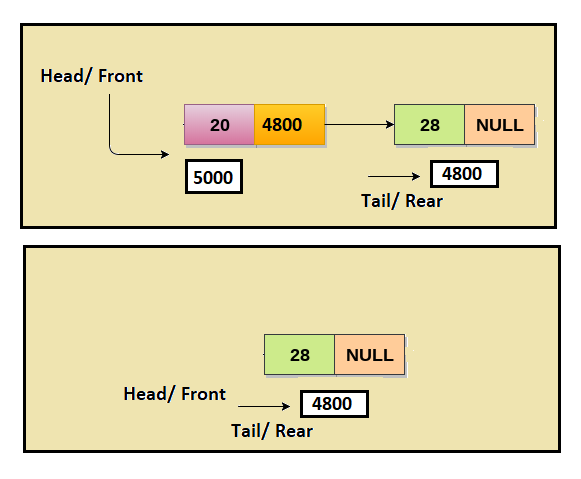 Head/ Front
20 4800 28 NULL
5000 4800
Tail/ Rear
28 NULL
Head/ Front
4800
Tail/ Rear